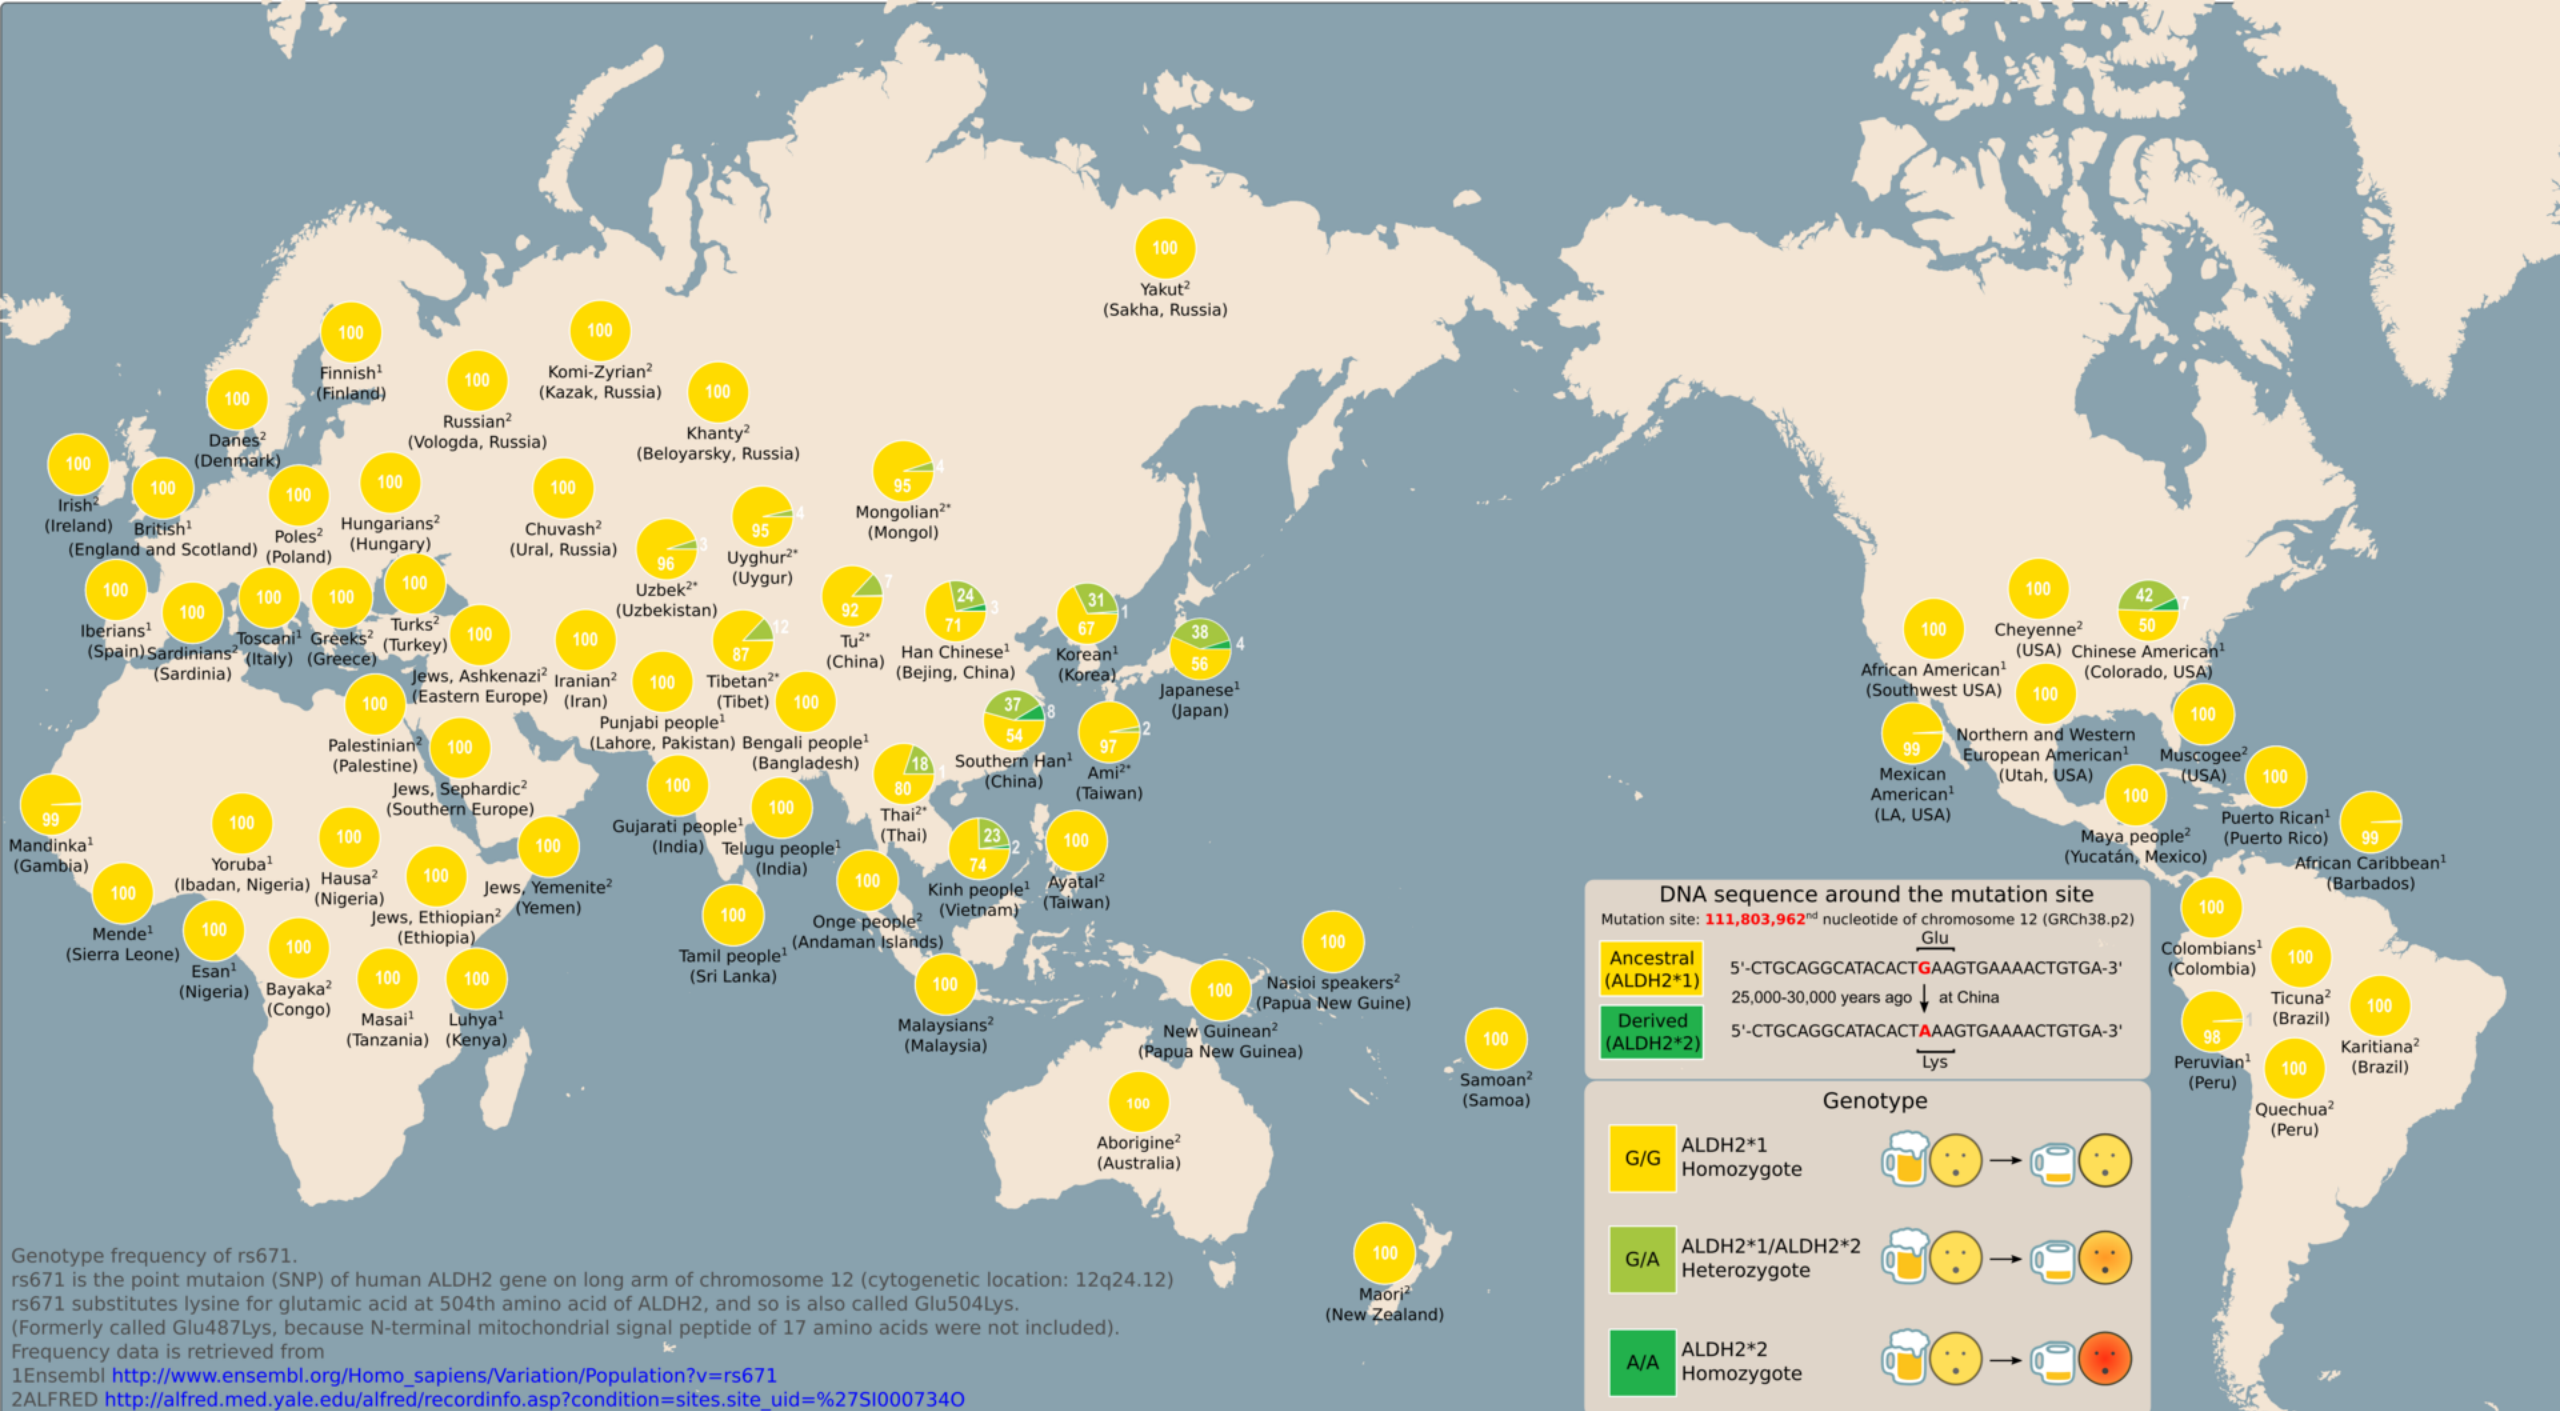 100
Yakut2
(Sakha, Russia)
100
Finnish1
(Finland)
100
Komi-Zyrian2
(Kazak, Russia)
100
Russian2
(Vologda, Russia)
100
Khanty2
(Beloyarsky, Russia)
100
Danes2
(Denmark)
100
Irish2
(Ireland)
100
British1
(England and Scotland)
100
Poles2
(Poland)
100
Hungarians2
(Hungary)
100
Chuvash2
(Ural, Russia)
4
95
Mongolian2*
(Mongol)
4
95
Uyghur2*
(Uygur)
3
96
Uzbek2*
(Uzbekistan)
100
Iberians1
(Spain)
100
Sardinians2
(Sardinia)
100
Toscani1
(Italy)
100
Greeks2
(Greece)
100
Turks2
(Turkey)
100
Jews, Ashkenazi2
(Eastern Europe)
100
Iranian2
(Iran)
100
Punjabi people1
(Lahore, Pakistan)
12
87
Tibetan2*
(Tibet)
7
92
Tu2*
(China)
24
3
71
Han Chinese1
(Bejing, China)
31
1
67
Korean1
(Korea)
38
4
56
Japanese1
(Japan)
100
Bengali people1
(Bangladesh)
37
8
54
Southern Han1
(China)
2
97
Ami2*
(Taiwan)
18
1
80
Thai2*
(Thai)
23
2
74
Kinh people1
(Vietnam)
100
Ayatal2
(Taiwan)
100
Palestinian2
(Palestine)
100
Jews, Sephardic2
(Southern Europe)
100
Gujarati people1
(India)
100
Telugu people1
(India)
99
Mandinka1
(Gambia)
100
Yoruba1
(Ibadan, Nigeria)
100
Hausa2
(Nigeria)
100
Jews, Ethiopian2
(Ethiopia)
100
Jews, Yemenite2
(Yemen)
100
Mende1
(Sierra Leone)
100
Esan1
(Nigeria)
100
Bayaka2
(Congo)
100
Masai1
(Tanzania)
100
Luhya1
(Kenya)
100
Tamil people1
(Sri Lanka)
100
Onge people2
(Andaman Islands)
100
Malaysians2
(Malaysia)
100
New Guinean2
(Papua New Guinea)
100
Nasioi speakers2
(Papua New Guine)
100
Samoan2
(Samoa)
100
Aborigine2
(Australia)
100
Maori2
(New Zealand)
100
African American1
(Southwest USA)
100
Cheyenne2
(USA)
42
7
50
Chinese American1
(Colorado, USA)
100
Northern and Western
European American1
(Utah, USA)
99
Mexican
American1
(LA, USA)
100
Muscogee2
(USA)
100
Maya people2
(Yucatán, Mexico)
100
Puerto Rican1
(Puerto Rico)
99
African Caribbean1
(Barbados)
100
Colombians1
(Colombia)
100
Ticuna2
(Brazil)
100
Karitiana2
(Brazil)
1
98
Peruvian1
(Peru)
100
Quechua2
(Peru)
DNA sequence around the mutation site
Mutation site: 111,803,962nd nucleotide of chromosome 12 (GRCh38.p2)
Glu
Ancestral
(ALDH2*1)
5'-CTGCAGGCATACACTGAAGTGAAAACTGTGA-3'
25,000-30,000 years ago at China
Derived
(ALDH2*2)
5'-CTGCAGGCATACACTAAAGTGAAAACTGTGA-3'
Lys
Genotype
G/G
ALDH2*1
Homozygote
G/A
ALDH2*1/ALDH2*2
Heterozygote
A/A
ALDH2*2
Homozygote
Genotype frequency of rs671.
rs671 is the point mutaion (SNP) of human ALDH2 gene on long arm of chromosome 12 (cytogenetic location: 12q24.12)
rs671 substitutes lysine for glutamic acid at 504th amino acid of ALDH2, and so is also called Glu504Lys.
(Formerly called Glu487Lys, because N-terminal mitochondrial signal peptide of 17 amino acids were not included).
Frequency data is retrieved from
1Ensembl http://www.ensembl.org/Homo_sapiens/Variation/Population?v=rs671
2ALFRED http://alfred.med.yale.edu/alfred/recordinfo.asp?condition=sites.site_uid=%27SI000734O